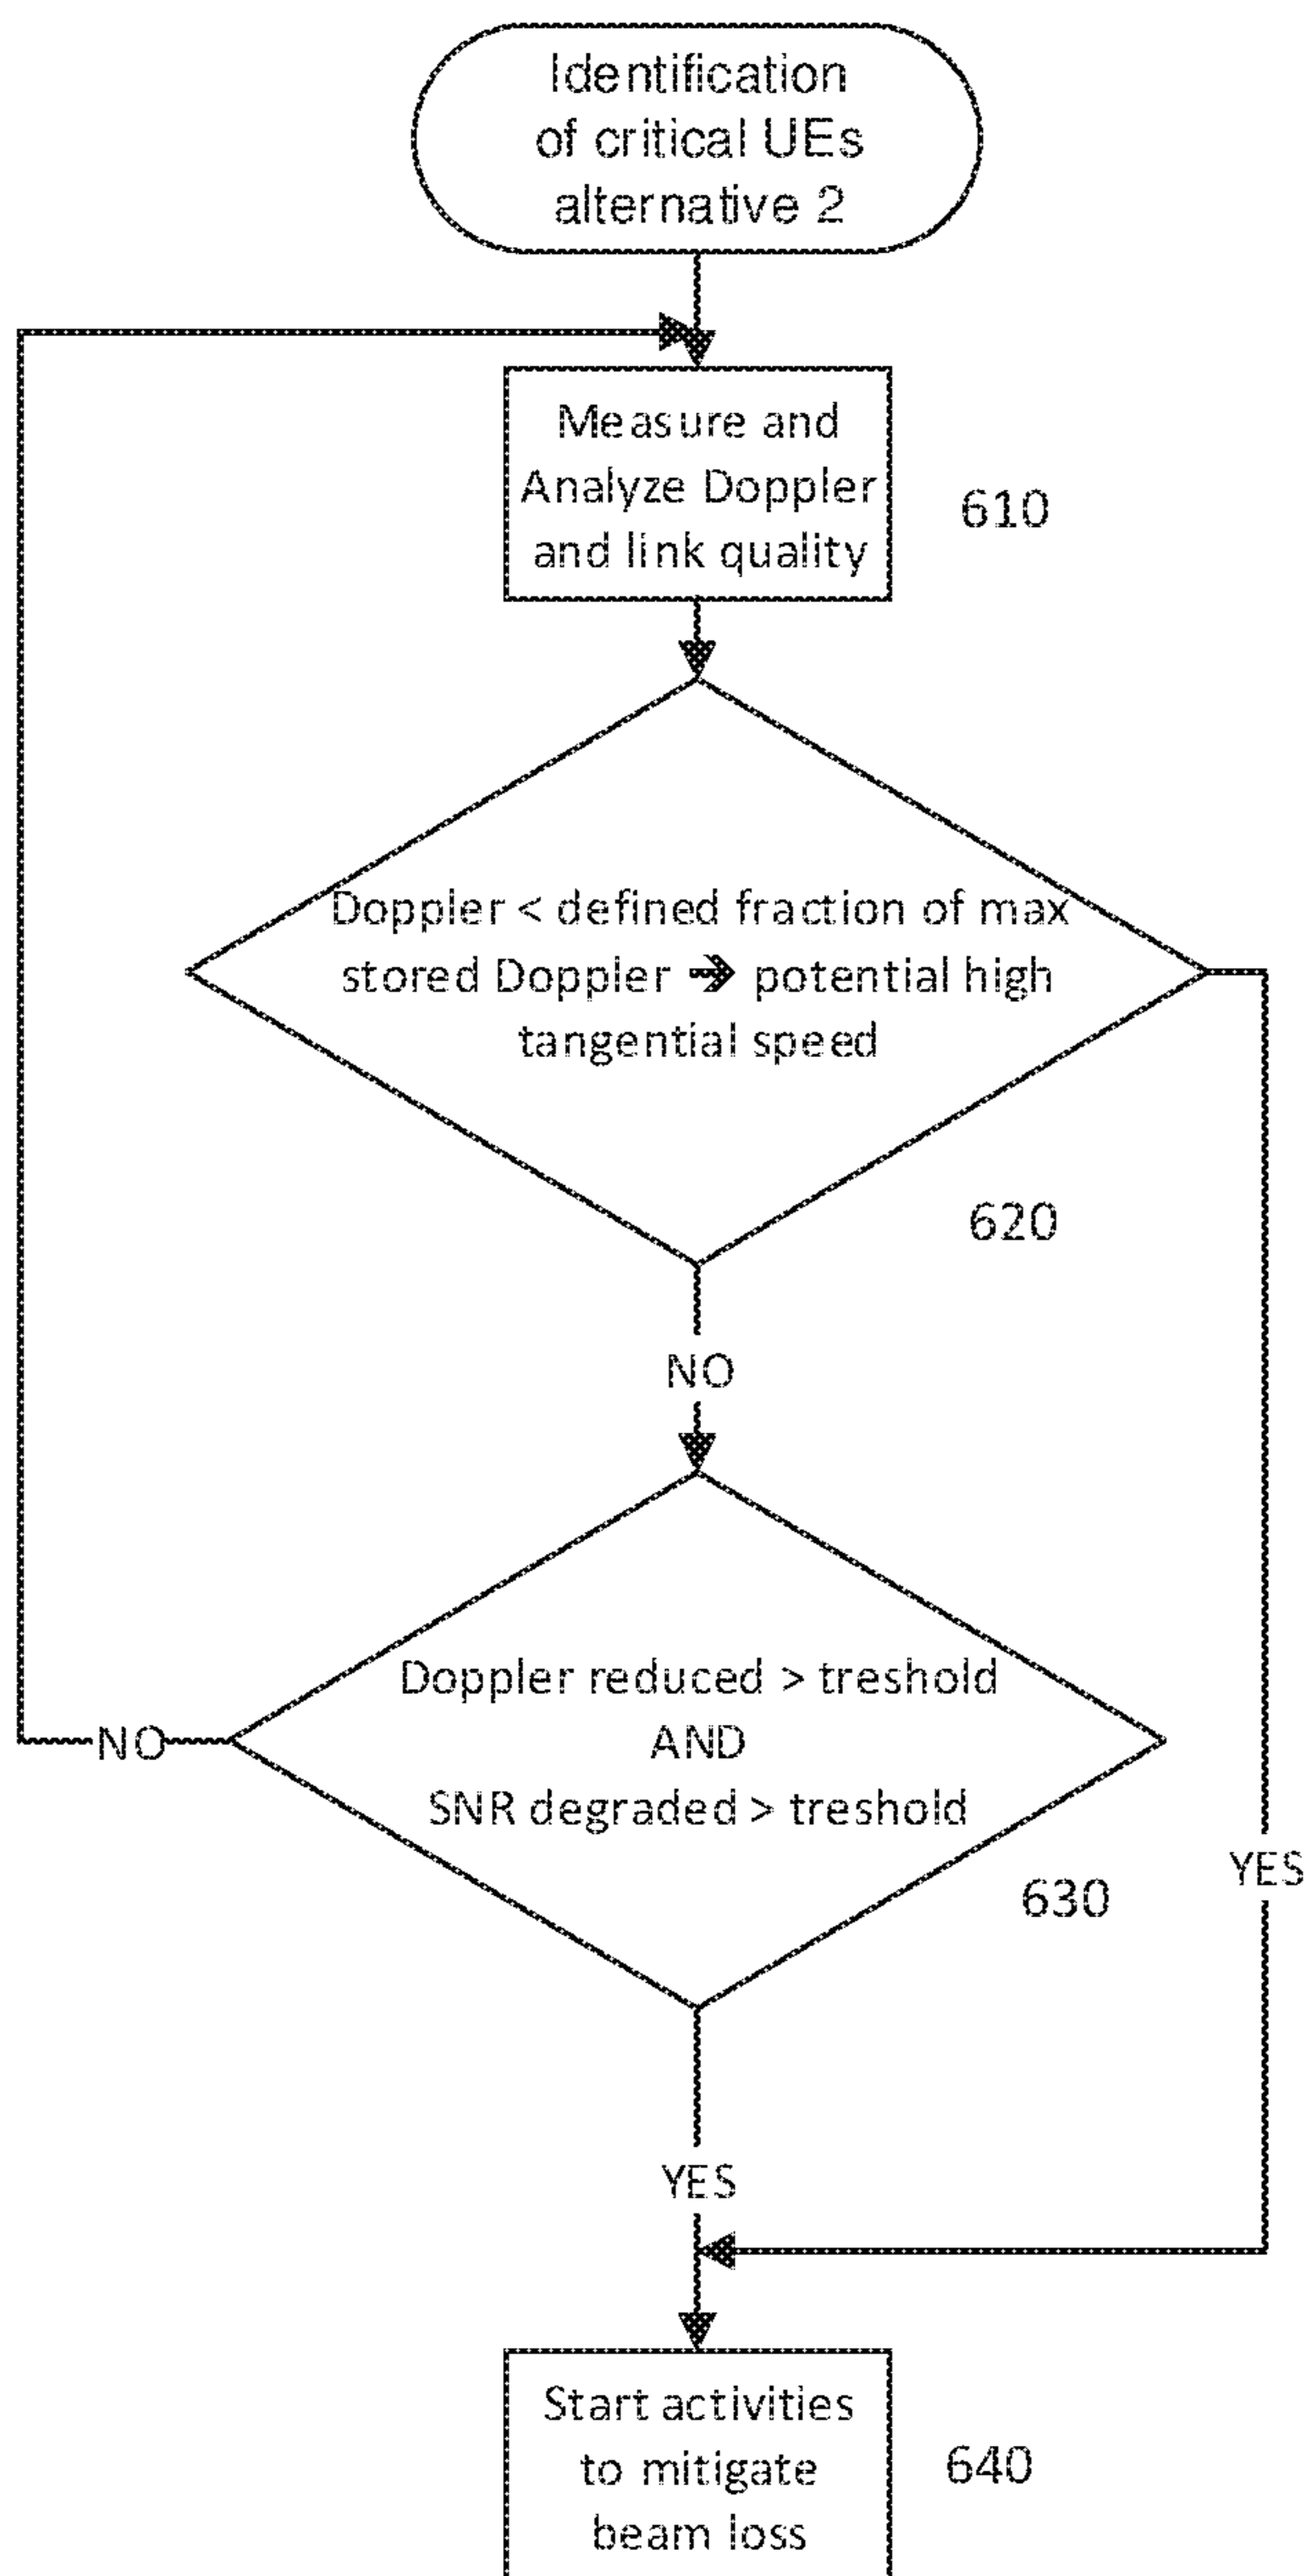 Identification
of critical UEs
alternative 2
Measure and
Analyze Doppler
and link quality
610
Doppler < defined fraction of max
stored Doppler ➔ potential high
tangential speed
620
NO
Doppler reduced > treshold
AND
SNR degraded > treshold
NO
630
YES
YES
Start activities
to mitigate
beam loss
640